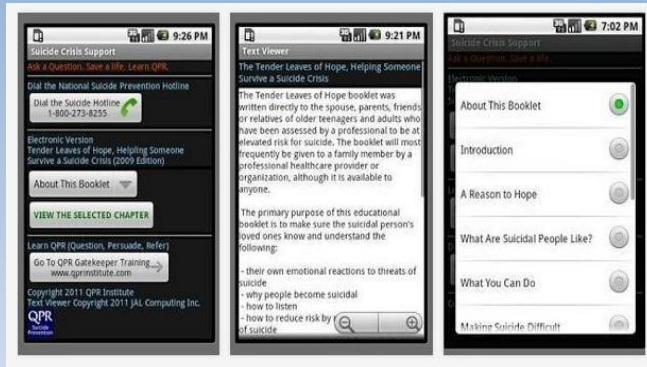 9:26 PM
Suicide Crisis Support
Ask a Question. Save a life. Learn QPR.
Dial the National Suicide Prevention Hotline
Dial the Suicide Hotline
1-800-273-8255
Electronic Version
Tender Leaves of Hope, Helping Someone
Survive a Suicide Crisis (2009 Edition)
About This Booklet
VIEW THE SELECTED CHAPTER
Learn QPR (Question, Persuade, Refer)
Go To QPR Gatekeeper Training
www.qprinstitute.com
Copyright 2011 QPR Institute
Text Viewer Copyright 2011 JAL Computing Inc.
QPR
Suicide
Prevention
9:21 PM
Text Viewer
The Tender Leaves of Hope, Helping Someone
Survive a Suicide Crisis
The Tender Leaves of Hope booklet was
written directly to the spouse, parents, friends
or relatives of older teenagers and adults who
have been assessed by a professional to be at
elevated risk for suicide. The booklet will most
frequently be given to a family member by a
professional healthcare provider or
organization, although it is available to
anyone.
The primary purpose of this educational
booklet is to make sure the suicidal person's
loved ones know and understand the
following:
- their own emotional reactions to threats of
suicide
- why people become suicidal
- how to listen
- how to reduce risk by
of suicide
7:02 PM
Suicide Crisis Support
Ask a Question. Save a life. Learn QPR.
About This Booklet
Introduction
A Reason to Hope
What Are Suicidal People Like?
What You Can Do
Making Suicide Difficult